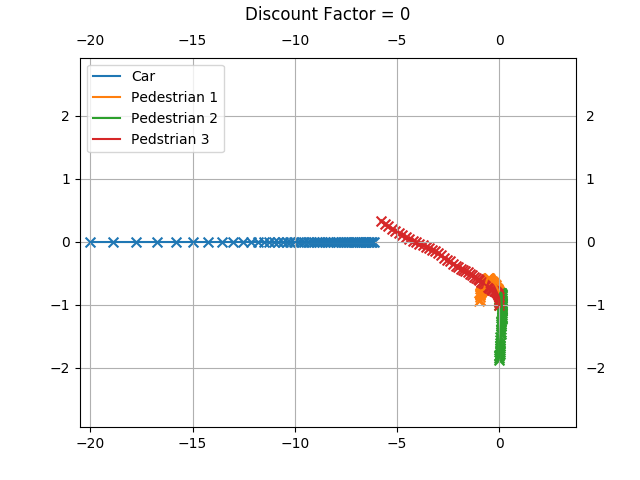 Discount Factor = 0
−20 −15 −10 −5 0
Car
Pedestrian 1
Pedestrian 2
Pedstrian 3
2 2
1 1
0 0
−1 −1
−2 −2
−20 −15 −10 −5 0